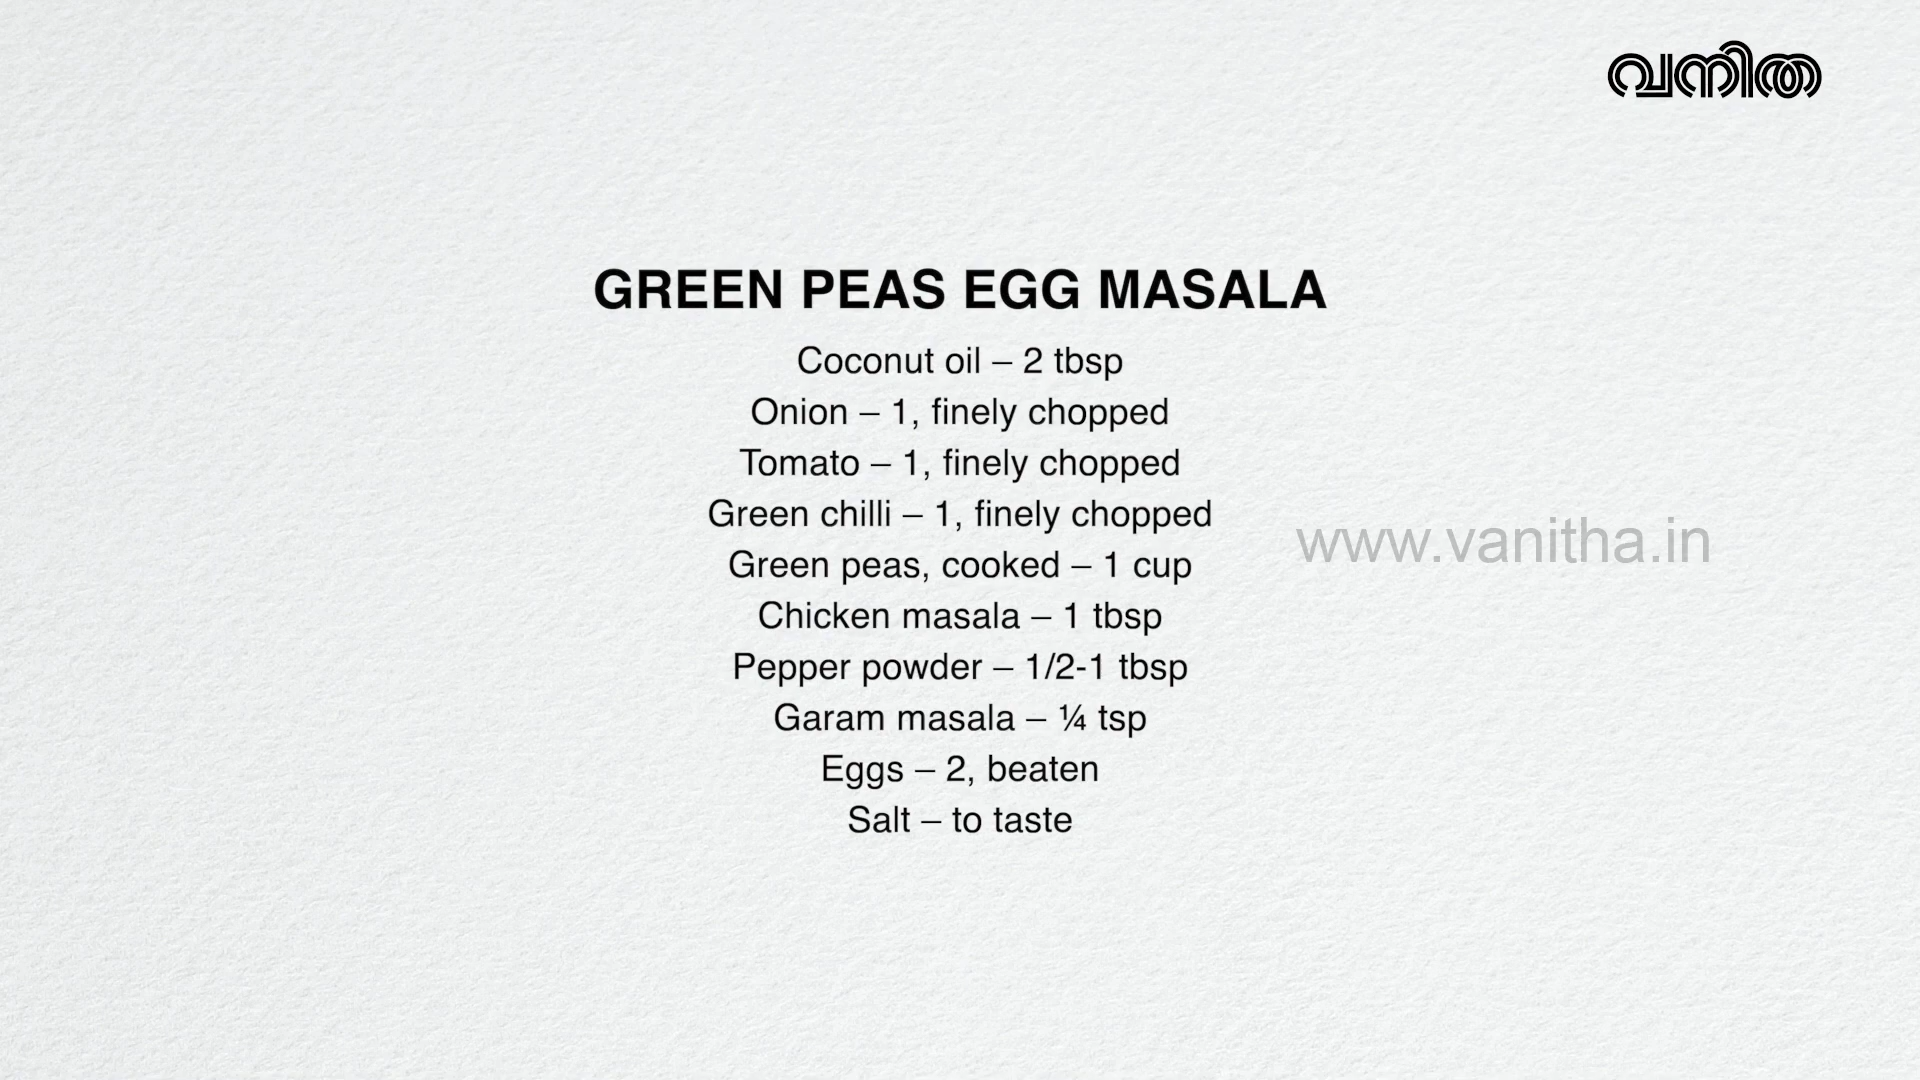 വനിത
GREEN PEAS EGG MASALA
Coconut oil – 2 tbsp
Onion – 1, finely chopped
Tomato – 1, finely chopped
Green chilli – 1, finely chopped
Green peas, cooked – 1 cup
Chicken masala – 1 tbsp
Pepper powder – 1/2-1 tbsp
Garam masala – ¼ tsp
Eggs – 2, beaten
Salt – to taste
www.vanitha.in